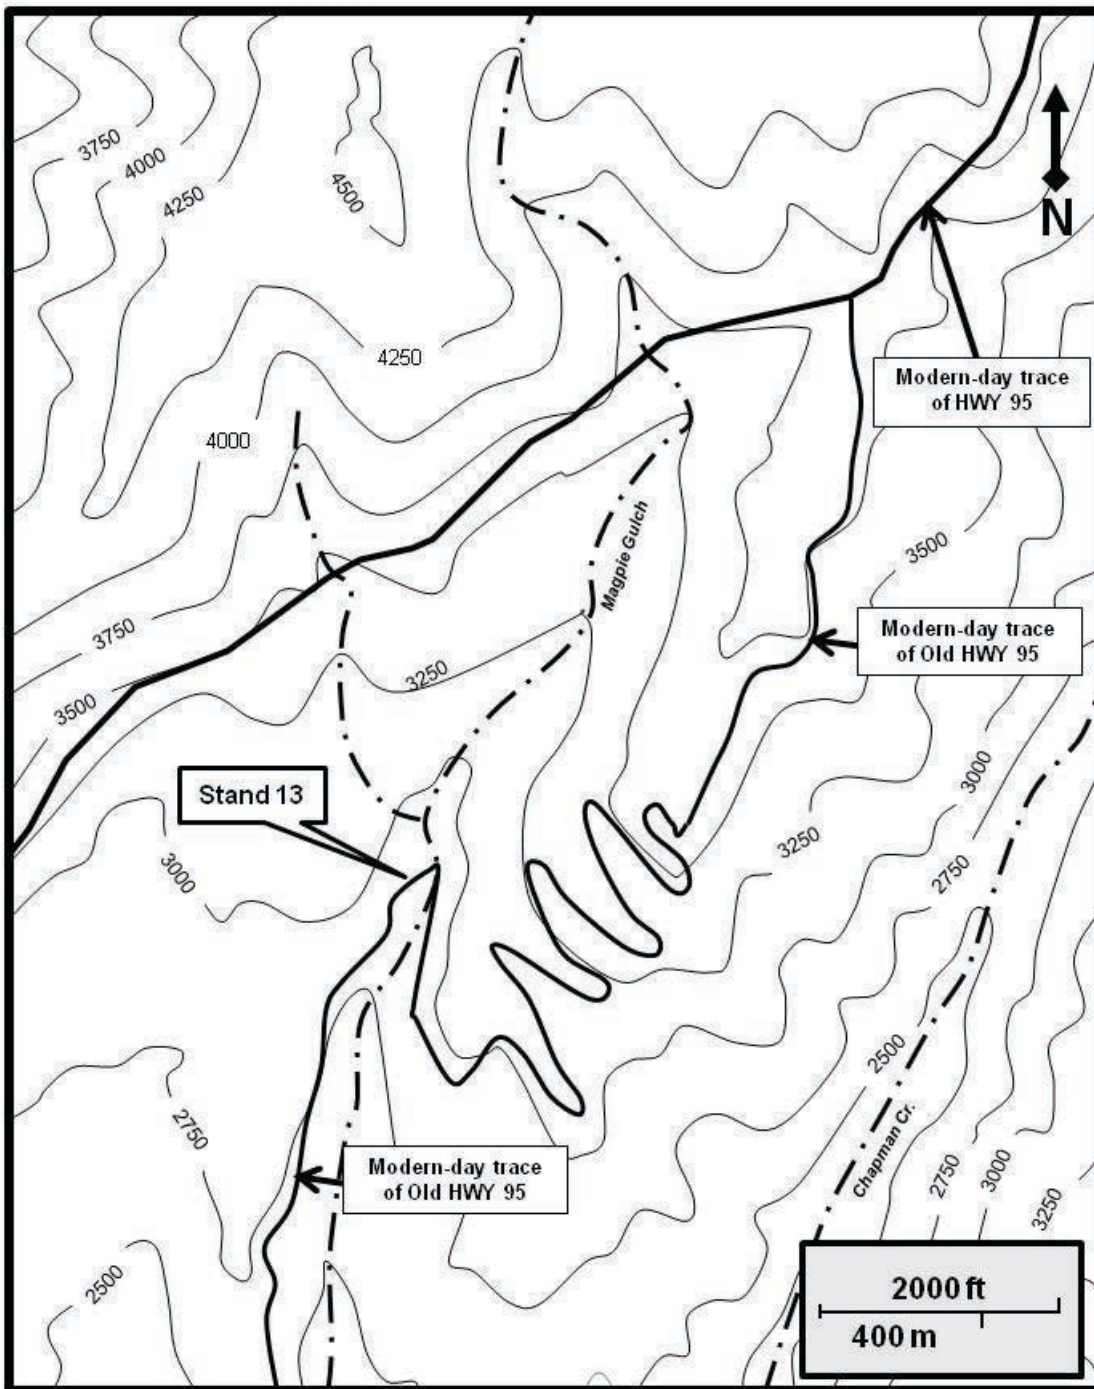 3750
4000
4250
4500
N
4250
Modern-day trace
of HWY 95
4000
3500
Magpie Gulch
3750
Modern-day trace
of Old HWY 95
3250
3500
3000
Stand 13
3250
3000
2750
2500
2750
Chapman Cr.
2750
3000
3250
Modern-day trace
of Old HWY 95
2500
2000 ft
400 m